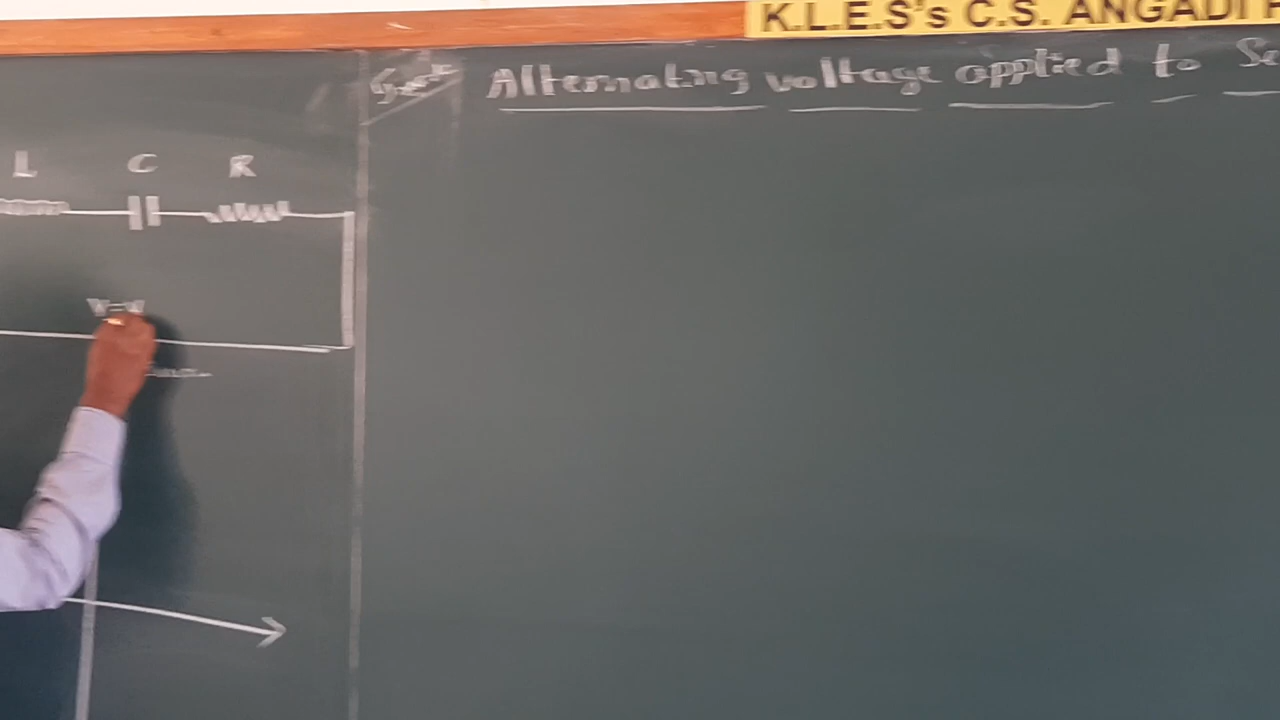 K.L.E.S's C.S. ANGADI
Alternating voltage applied to Se
L C R